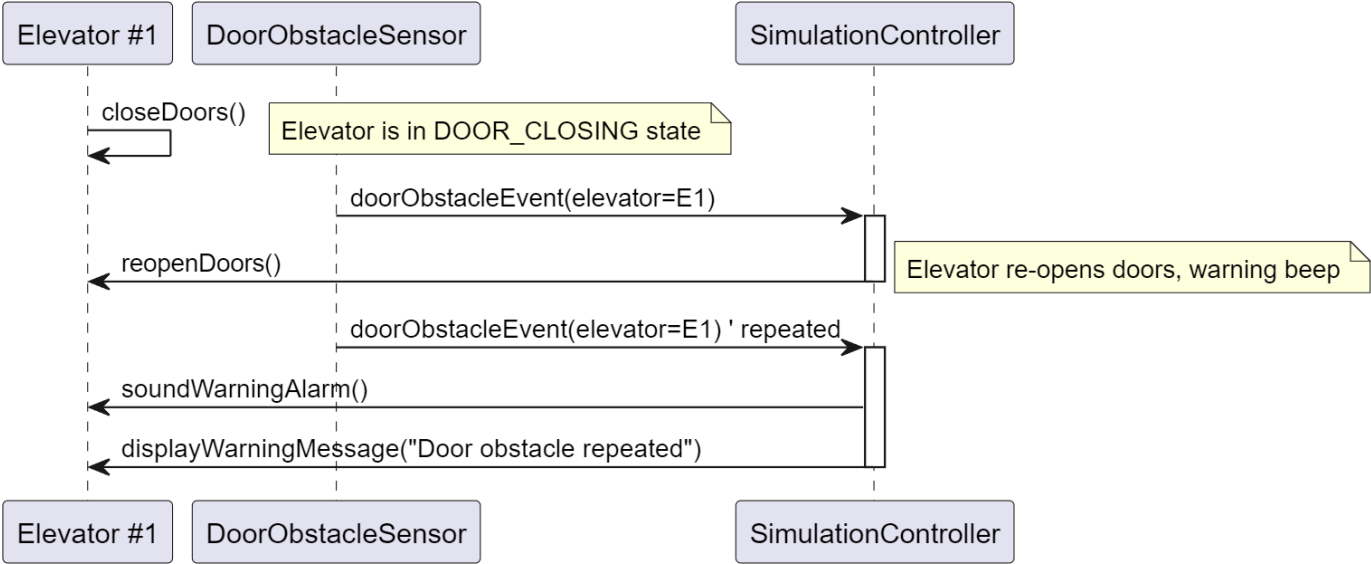 Elevator #1
DoorObstacleSensor
SimulationController
closeDoors()
Elevator is in DOOR_CLOSING state
doorObstacleEvent(elevator=E1)
reopenDoors()
Elevator re-opens doors, warning beep
doorObstacleEvent(elevator=E1) ' repeated
soundWarningAlarm()
displayWarningMessage("Door obstacle repeated")
Elevator #1
DoorObstacleSensor
SimulationController